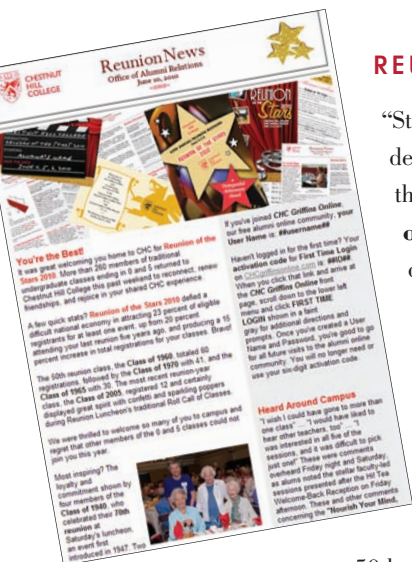 CHESTNUT
HILL
COLLEGE
Reunion News
Office of Alumni Relations
June 10, 2010
REUNION
Stars
REUNION OF THE STARS
You're the Best!
It was great welcoming you home to CHC for Reunion of the
Stars 2010. More than 260 members of traditional
undergraduate classes ending in 0 and 5 returned to
Chestnut Hill College this past weekend to reconnect, renew
friendships, and rejoice in your shared CHC experience.
A few quick stats? Reunion of the Stars 2010 defied a
difficult national economy in attracting 23 percent of eligible
registrants for at least one event, up from 20 percent
attending your last reunion five years ago, and producing a 15
percent increase in total registrations for your classes. Bravo!
The 50th reunion class, the Class of 1960, totaled 60
registrations, followed by the Class of 1970 with 41, and the
Class of 1965 with 30. The most recent reunion-year
class, the Class of 2005, registered 12 and certainly
displayed great spirit with confetti and sparkling poppers
during Reunion Luncheon's traditional Roll Call of Classes.
We were thrilled to welcome so many of you to campus and
regret that other members of the 0 and 5 classes could not
join you this year.
Most inspiring? The
loyalty and
commitment shown by
four members of the
Class of 1940, who
celebrated their 70th
reunion at
Saturday's luncheon,
an event first
introduced in 1947. Two
If you've joined CHC Griffins Online,
our free alumni online community, your
User Name is: ##username##
Haven't logged in for the first time? Your
activation code for First Time Login
on CHCGriffinsonline.com is: ##ID##.
When you click that link and arrive at
the CHC Griffins Online front
page, scroll down to the lower left
menu and click FIRST TIME
LOGIN shown in a faint
gray for additional directions and
prompts. Once you've created a User
Name and Password, you're good to go
for all future visits to the alumni online
community. You will no longer need or
use your six-digit activation code.
Heard Around Campus
"I wish I could have gone to more than
one class" ... "I would have liked to
hear other teachers, too" ... "I
was interested in all five of the
sessions, and it was difficult to pick
just one!" These were comments
overheard Friday night and Saturday,
as alums noted the stellar faculty-led
sessions presented after the Hil Tea
Welcome-Back Reception on Friday
afternoon. These and other comments
concerning the "Nourish Your Mind,
REU
"St
de
th